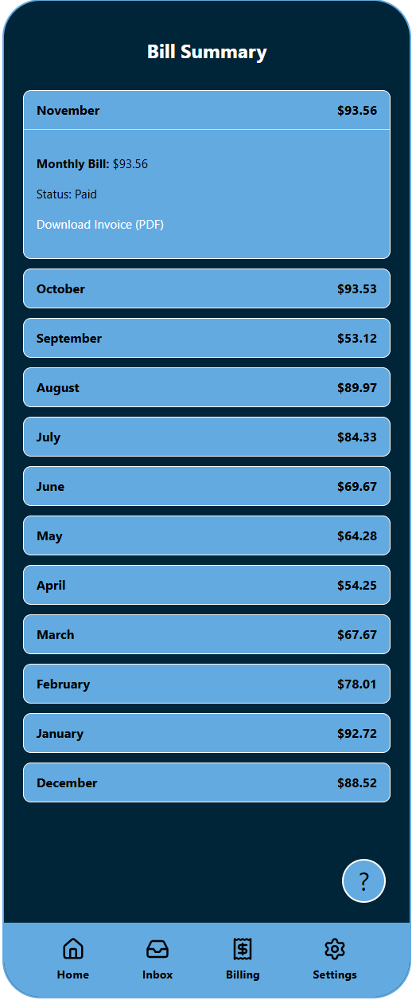 Bill Summary
November $93.56
Monthly Bill: $93.56
Status: Paid
Download Invoice (PDF)
October $93.53
September $53.12
August $89.97
July $84.33
June $69.67
May $64.28
April $54.25
March $67.67
February $78.01
January $92.72
December $88.52
?
Home Inbox Billing Settings